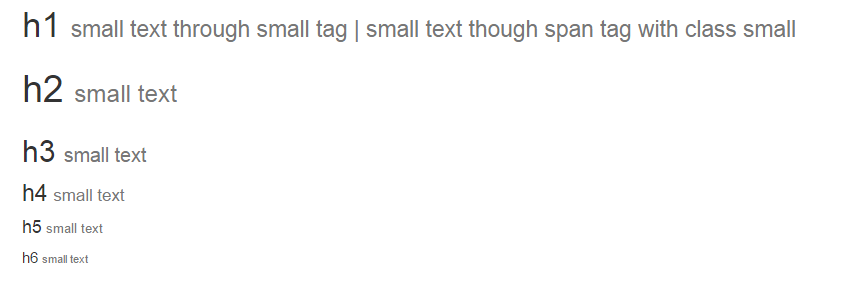 h1 small text through small tag | small text though span tag with class small
h2 small text
h3 small text
h4 small text
h5 small text
h6 small text